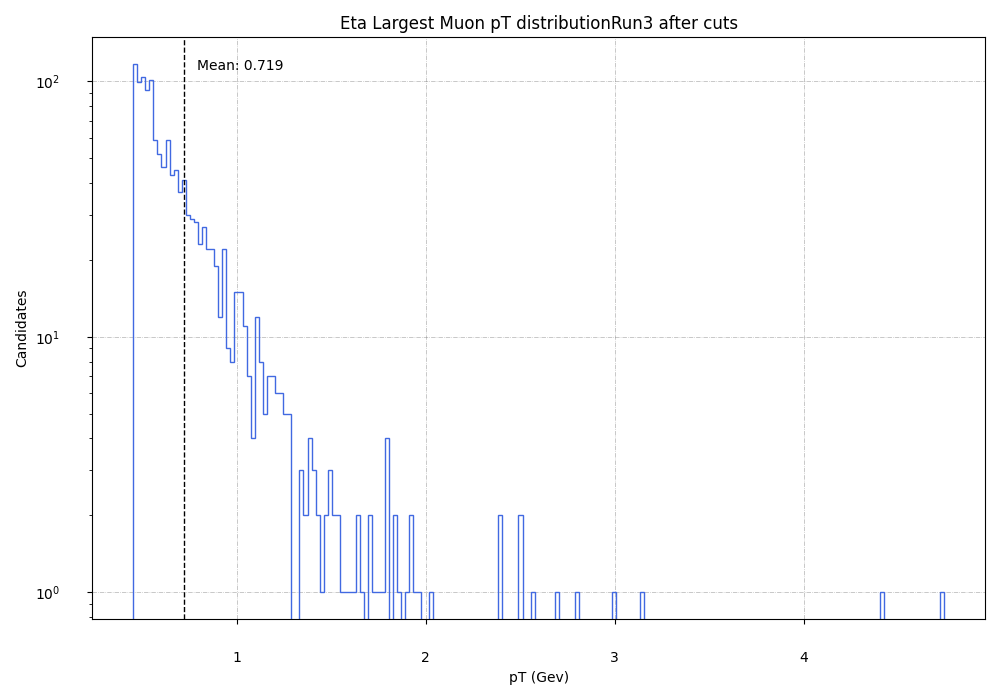 Eta Largest Muon pT distributionRun3 after cuts
Mean: 0.719
10²
10¹
10⁰
Candidates
1 2 3 4
pT (Gev)